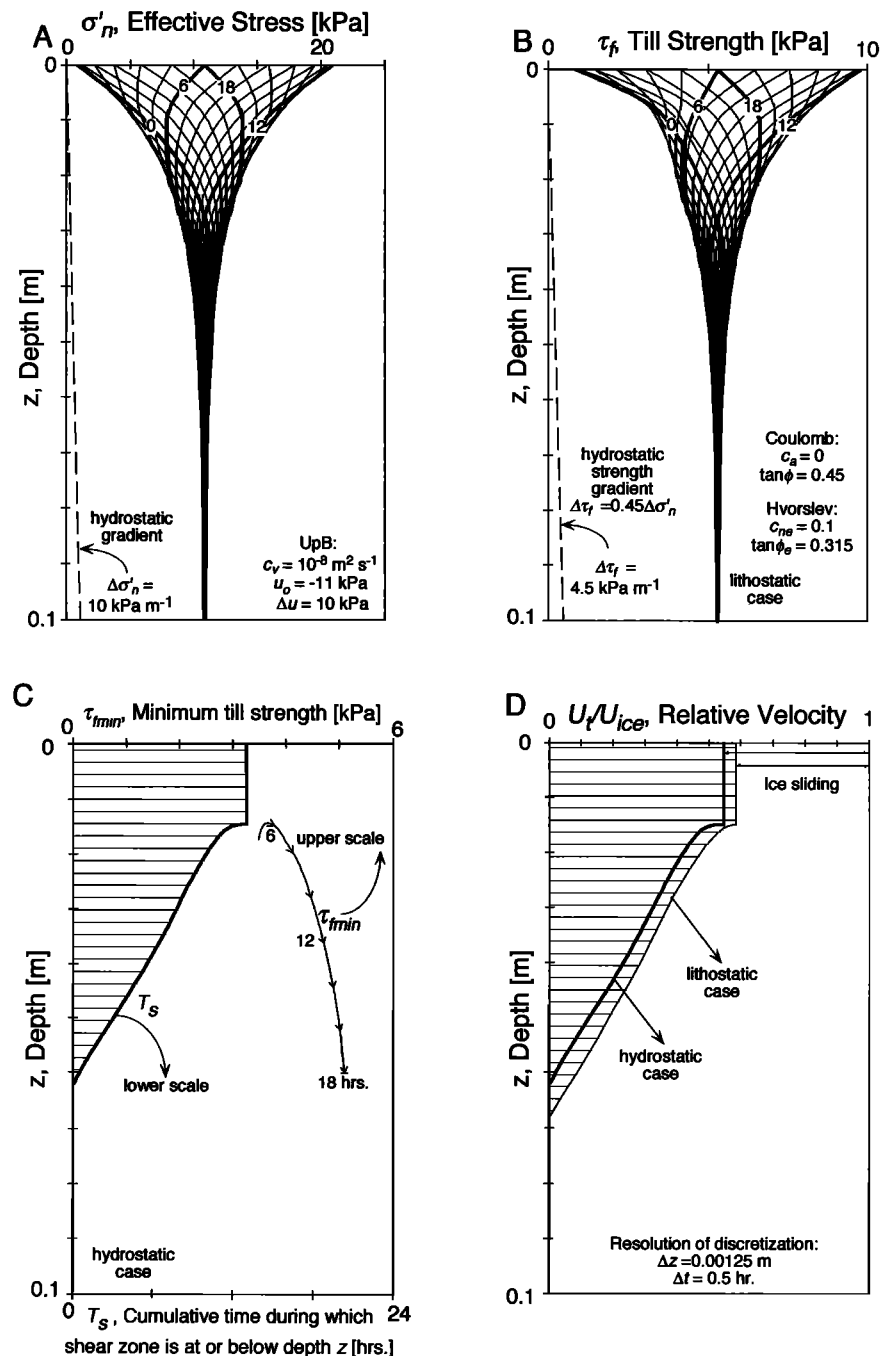 A
σ'n, Effective Stress [kPa]
0
20
0
6
18
0
12
z, Depth [m]
hydrostatic
gradient
Δσ'n =
10 kPa m-1
UpB:
cv = 10-8 m2 s-1
uo = -11 kPa
Δu = 10 kPa
0.1
B
τf, Till Strength [kPa]
0
10
0
6
18
0
12
z, Depth [m]
hydrostatic
strength
gradient
Δτf =0.45Δσ'n
Δτf =
4.5 kPa m-1
Coulomb:
ca = 0
tanϕ = 0.45
Hvorslev:
cne = 0.1
tanϕe = 0.315
lithostatic
case
0.1
C
τfmin, Minimum till strength [kPa]
0
6
0
6
upper scale
τfmin
12
18 hrs.
Ts
lower scale
z, Depth [m]
hydrostatic
case
0.1
0
24
Ts, Cumulative time during which
shear zone is at or below depth z [hrs.]
D
Ut/Uice, Relative Velocity
0
1
0
Ice sliding
lithostatic
case
hydrostatic
case
z, Depth [m]
Resolution of discretization:
Δz =0.00125 m
Δt = 0.5 hr.
0.1